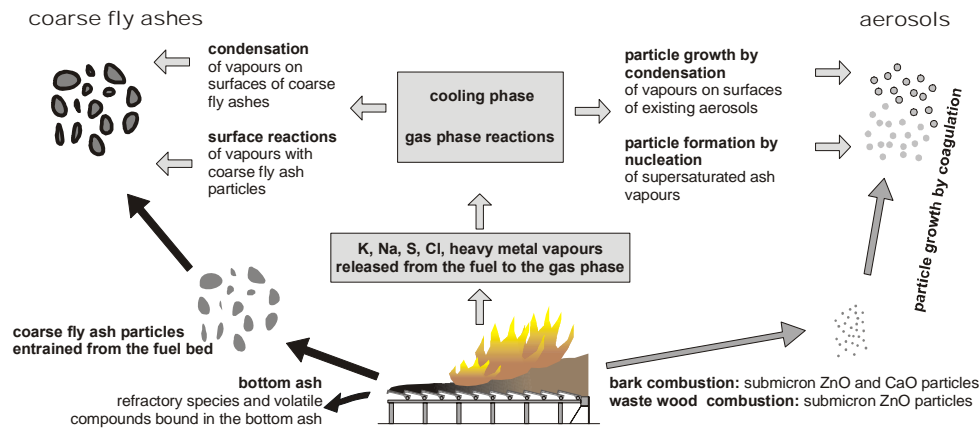 coarse fly ashes
aerosols
condensation
of vapours on
surfaces of coarse
fly ashes
surface reactions
of vapours with
coarse fly ash
particles
cooling phase
gas phase reactions
particle growth by
condensation
of vapours on surfaces
of existing aerosols
particle formation by
nucleation
of supersaturated ash
vapours
particle growth by coagulation
K, Na, S, Cl, heavy metal vapours
released from the fuel to the gas phase
coarse fly ash particles
entrained from the fuel bed
bottom ash
refractory species and volatile
compounds bound in the bottom ash
bark combustion: submicron ZnO and CaO particles
waste wood combustion: submicron ZnO particles